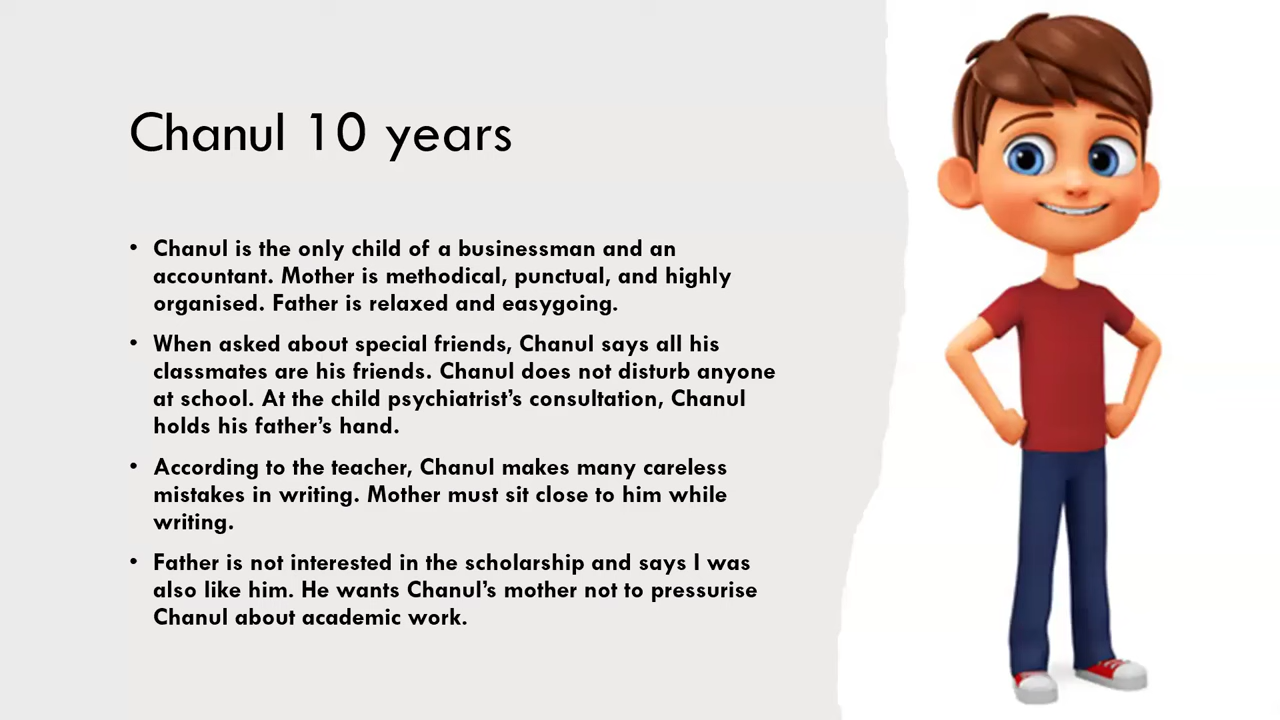 Chanul 10 years
• Chanul is the only child of a businessman and an
accountant. Mother is methodical, punctual, and highly
organised. Father is relaxed and easygoing.
• When asked about special friends, Chanul says all his
classmates are his friends. Chanul does not disturb anyone
at school. At the child psychiatrist’s consultation, Chanul
holds his father’s hand.
• According to the teacher, Chanul makes many careless
mistakes in writing. Mother must sit close to him while
writing.
• Father is not interested in the scholarship and says I was
also like him. He wants Chanul’s mother not to pressurise
Chanul about academic work.